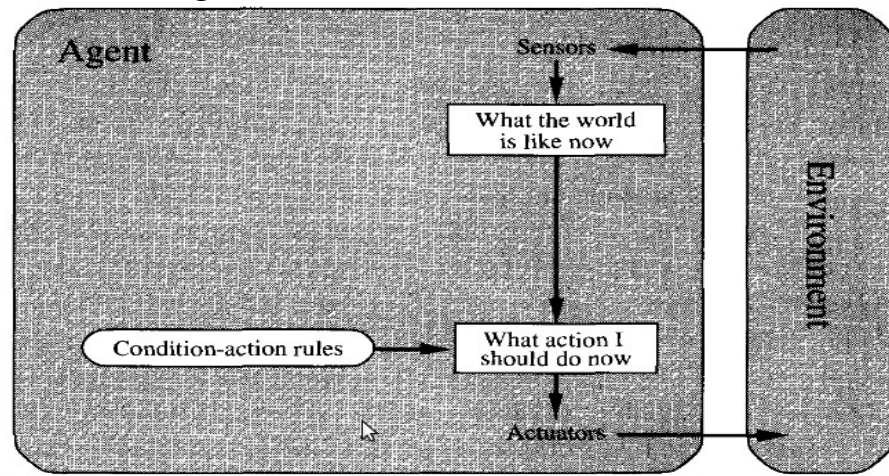 Agent
Sensors
What the world
is like now
Environment
Condition-action rules
What action I
should do now
Actuators